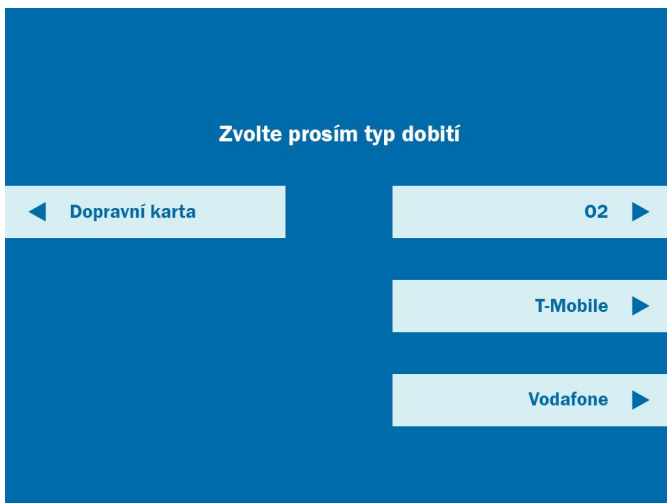 Zvolte prosím typ dobití
Dopravní karta
O2
T-Mobile
Vodafone